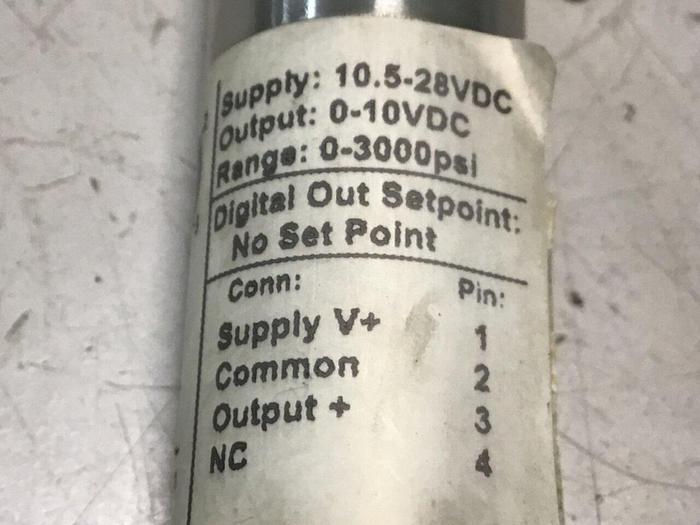 Supply: 10.5-28VDC
Output: 0-10VDC
Range: 0-3000psi
Digital Out Setpoint:
No Set Point
Conn: Pin:
Supply V+ 1
Common 2
Output + 3
NC 4